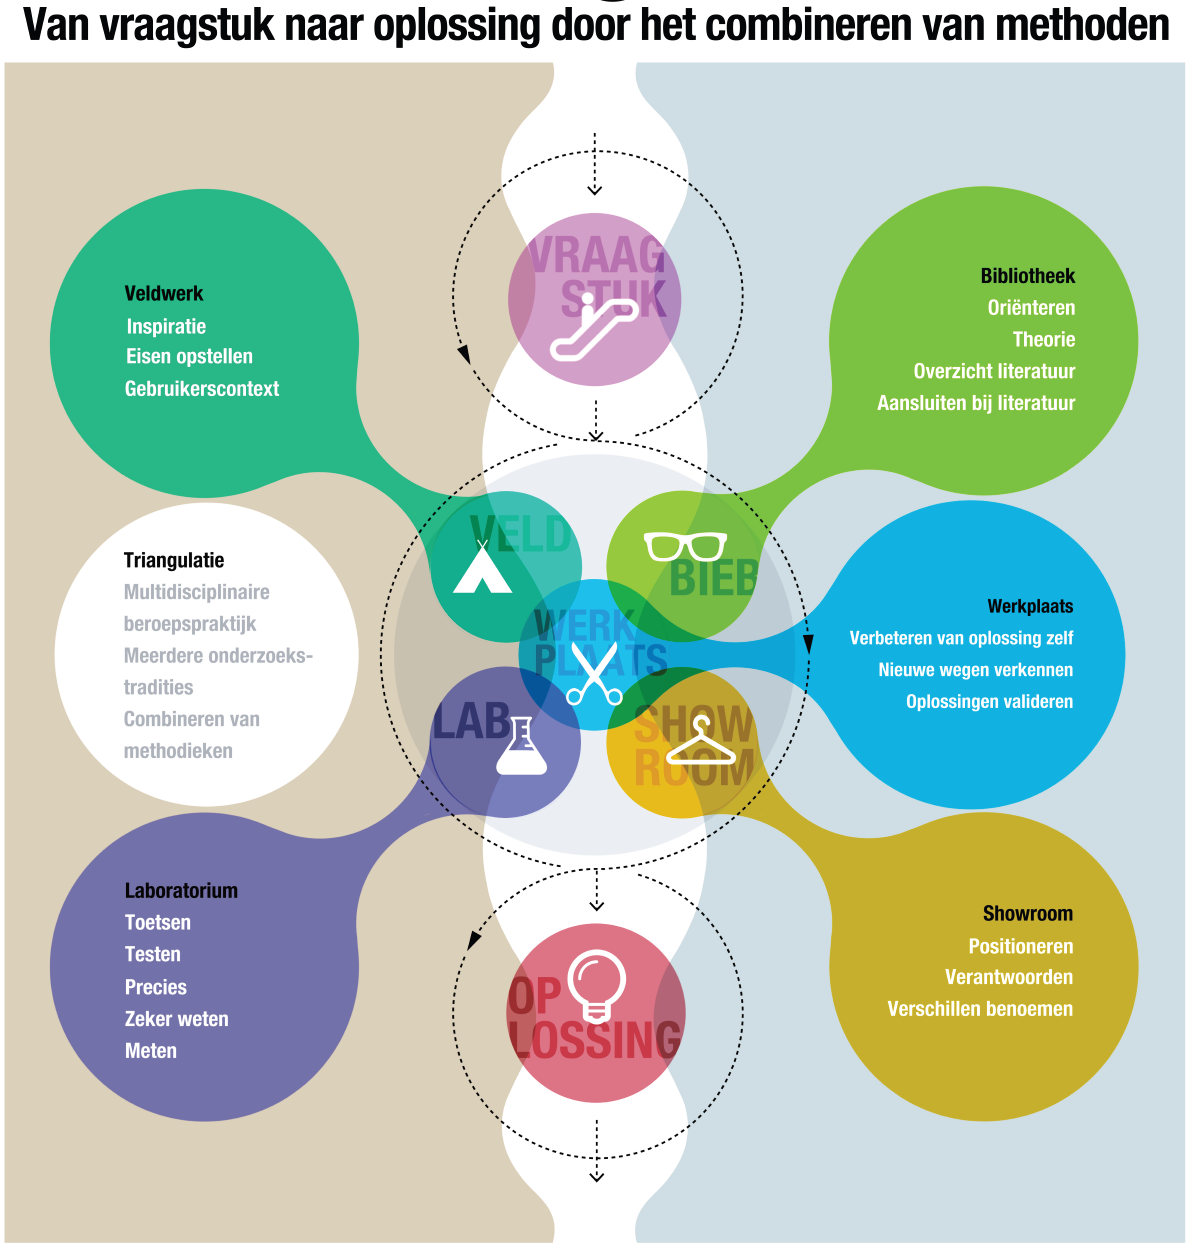 Van vraagstuk naar oplossing door het combineren van methoden
VRAAG
STUK
Veldwerk
Inspiratie
Eisen opstellen
Gebruikerscontext
Bibliotheek
Oriënteren
Theorie
Overzicht literatuur
Aansluiten bij literatuur
VELD
BIEB
WERK
PLAATS
LAB
SHOW
ROOM
Triangulatie
Multidisciplinaire
beroepspraktijk
Meerdere onderzoeks-
tradities
Combineren van
methodieken
Werkplaats
Verbeteren van oplossing zelf
Nieuwe wegen verkennen
Oplossingen valideren
Laboratorium
Toetsen
Testen
Precies
Zeker weten
Meten
Showroom
Positioneren
Verantwoorden
Verschillen benoemen
OP
LOSSING